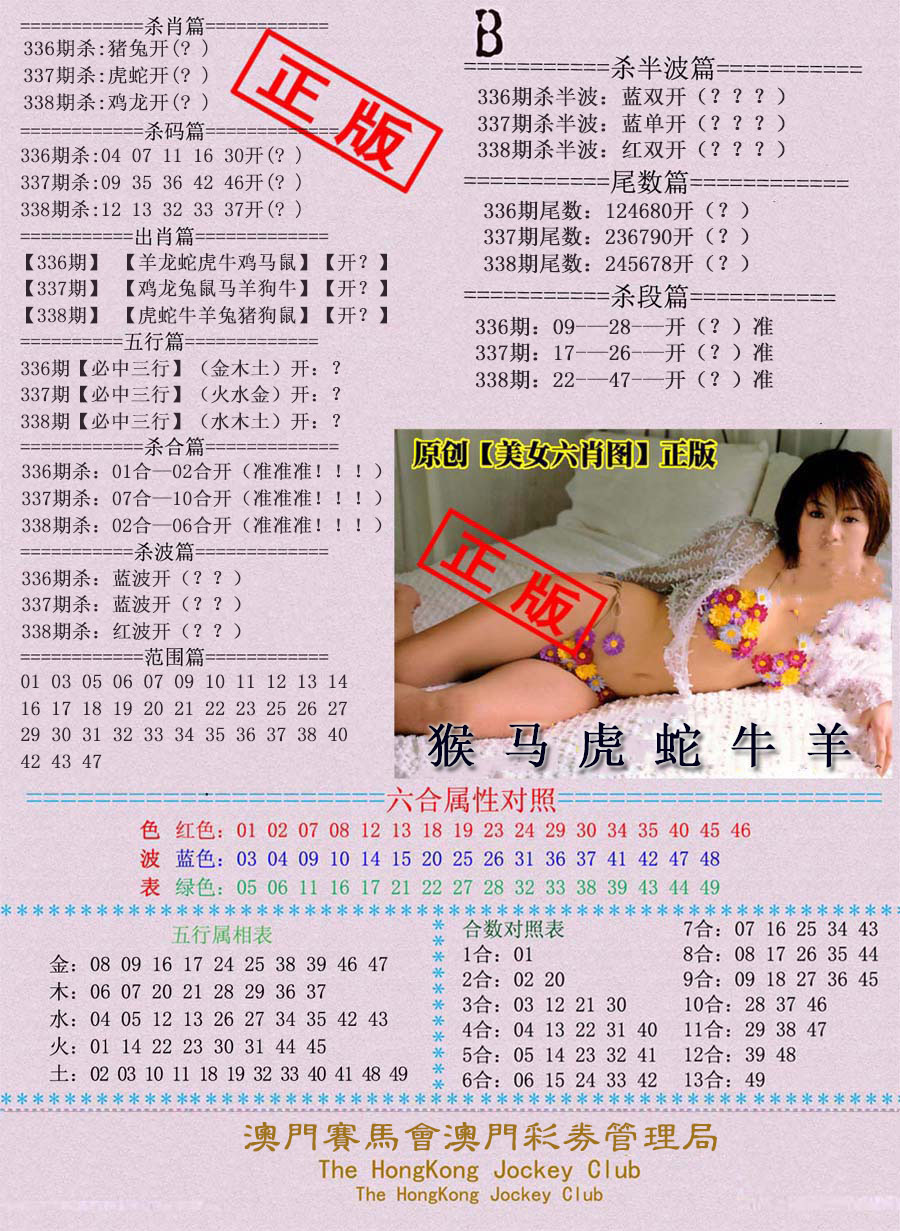 ============杀肖篇============
336期杀:猪兔开(? )
337期杀:虎蛇开(? )
338期杀:鸡龙开(? )
============杀码篇============
336期杀:04 07 11 16 30开(? )
337期杀:09 35 36 42 46开(? )
338期杀:12 13 32 33 37开(? )
===========出肖篇=============
【336期】 【羊龙蛇虎牛鸡马鼠】【开? 】
【337期】 【鸡龙兔鼠马羊狗牛】【开? 】
【338期】 【虎蛇牛羊兔猪狗鼠】【开? 】
==========五行篇=============
336期【必中三行】（金木土）开: ?
337期【必中三行】（火水金）开: ?
338期【必中三行】（水木土）开: ?
============杀合篇=============
336期杀: 01合—02合开（准准准! ! ! ）
337期杀: 07合—10合开（准准准! ! ! ）
338期杀: 02合—06合开（准准准! ! ! ）
===========杀波篇=============
336期杀: 蓝波开（? ? ）
337期杀: 蓝波开（? ? ）
338期杀: 红波开（? ? ）
============范围篇============
01 03 05 06 07 09 10 11 12 13 14
16 17 18 19 20 21 22 23 25 26 27
29 30 31 32 33 34 35 36 37 38 40
42 43 47
正版
B
===========杀半波篇===========
336期杀半波: 蓝双开（? ? ? ）
337期杀半波: 蓝单开（? ? ? ）
338期杀半波: 红双开（? ? ? ）
===========尾数篇============
336期尾数: 124680开（? ）
337期尾数: 236790开（? ）
338期尾数: 245678开（? ）
===========杀段篇===========
336期: 09-—28-—开（? ）准
337期: 17-—26-—开（? ）准
338期: 22-—47-—开（? ）准
原创【美女六肖图】正版
正版
猴 马 虎 蛇 牛 羊
======================六合属性对照====================
色 红色: 01 02 07 08 12 13 18 19 23 24 29 30 34 35 40 45 46
波 蓝色: 03 04 09 10 14 15 20 25 26 31 36 37 41 42 47 48
表 绿色: 05 06 11 16 17 21 22 27 28 32 33 38 39 43 44 49
五行属相表
金: 08 09 16 17 24 25 38 39 46 47
木: 06 07 20 21 28 29 36 37
水: 04 05 12 13 26 27 34 35 42 43
火: 01 14 22 23 30 31 44 45
土: 02 03 10 11 18 19 32 33 40 41 48 49
合数对照表
1合: 01
2合: 02 20
3合: 03 12 21 30
4合: 04 13 22 31 40
5合: 05 14 23 32 41
6合: 06 15 24 33 42
7合: 07 16 25 34 43
8合: 08 17 26 35 44
9合: 09 18 27 36 45
10合: 28 37 46
11合: 29 38 47
12合: 39 48
13合: 49
澳門賽馬會澳門彩券管理局
The HongKong Jockey Club
The HongKong Jockey Club